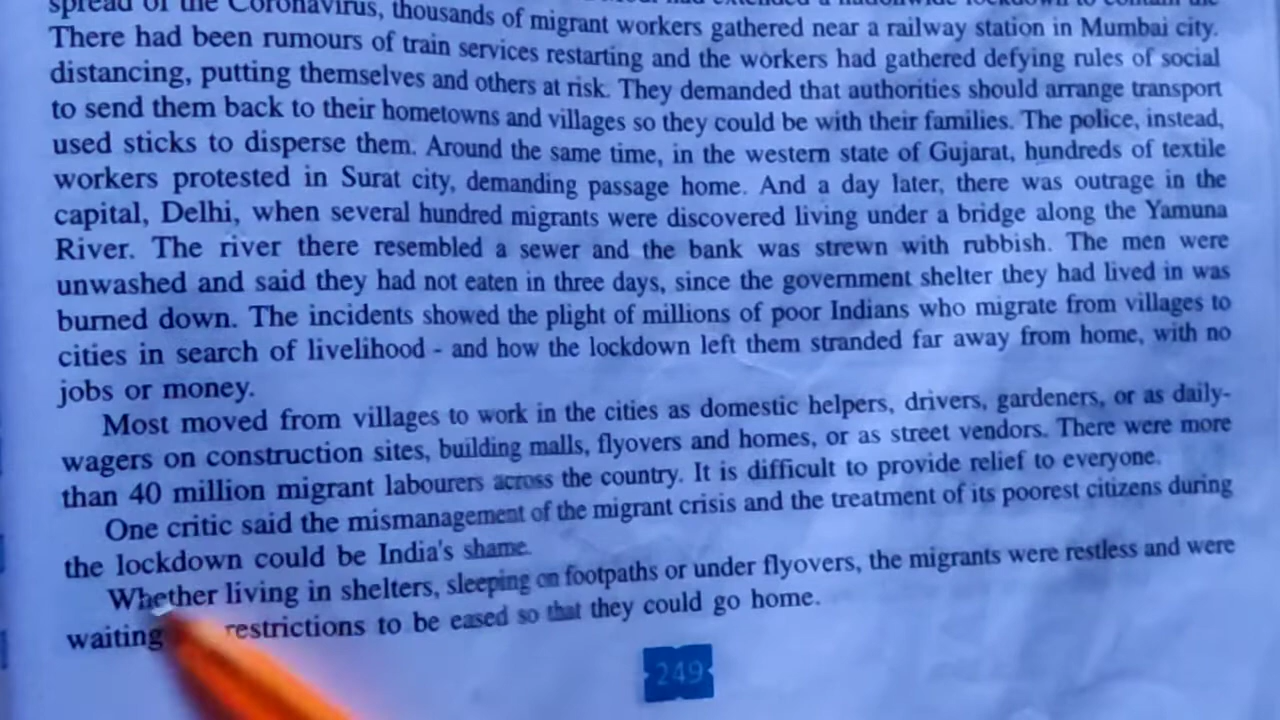 spread of the Coronavirus, thousands of migrant workers gathered near a railway station in Mumbai city.
There had been rumours of train services restarting and the workers had gathered defying rules of social
distancing, putting themselves and others at risk. They demanded that authorities should arrange transport
to send them back to their hometowns and villages so they could be with their families. The police, instead,
used sticks to disperse them. Around the same time, in the western state of Gujarat, hundreds of textile
workers protested in Surat city, demanding passage home. And a day later, there was outrage in the
capital, Delhi, when several hundred migrants were discovered living under a bridge along the Yamuna
River. The river there resembled a sewer and the bank was strewn with rubbish. The men were
unwashed and said they had not eaten in three days, since the government shelter they had lived in was
burned down. The incidents showed the plight of millions of poor Indians who migrate from villages to
cities in search of livelihood - and how the lockdown left them stranded far away from home, with no
jobs or money.
Most moved from villages to work in the cities as domestic helpers, drivers, gardeners, or as daily-
wagers on construction sites, building malls, flyovers and homes, or as street vendors. There were more
than 40 million migrant labourers across the country. It is difficult to provide relief to everyone.
One critic said the mismanagement of the migrant crisis and the treatment of its poorest citizens during
the lockdown could be India's shame.
Whether living in shelters, sleeping on footpaths or under flyovers, the migrants were restless and were
waiting restrictions to be eased so that they could go home.
249